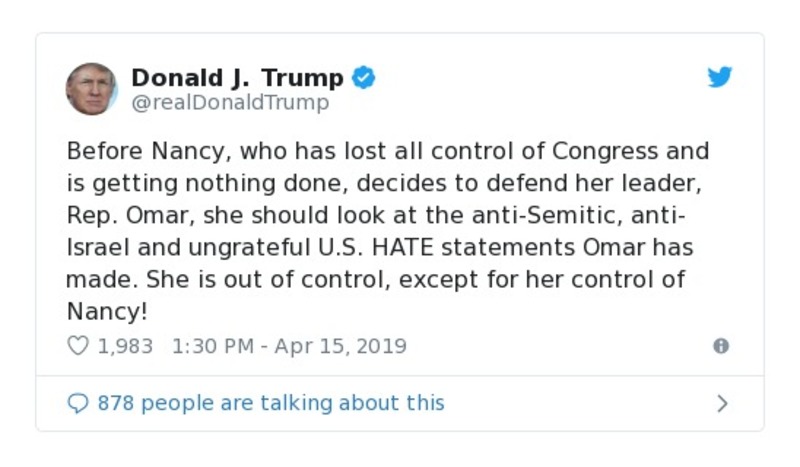 Donald J. Trump
@realDonaldTrump
Before Nancy, who has lost all control of Congress and
is getting nothing done, decides to defend her leader,
Rep. Omar, she should look at the anti-Semitic, anti-
Israel and ungrateful U.S. HATE statements Omar has
made. She is out of control, except for her control of
Nancy!
1,983 1:30 PM - Apr 15, 2019
878 people are talking about this